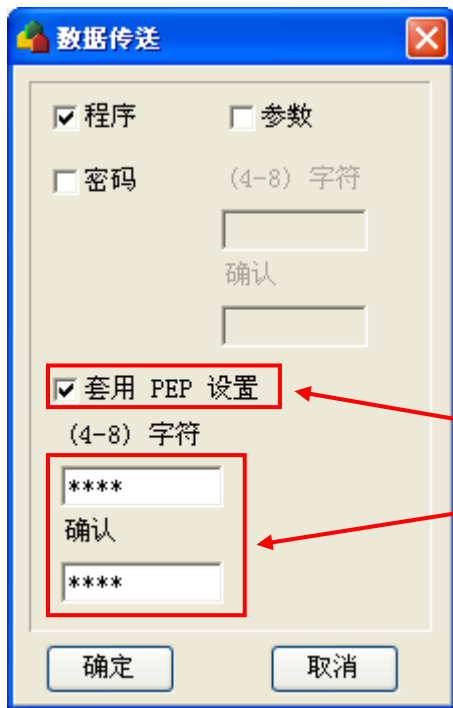 数据传送
程序 参数
密码 (4-8) 字符
确认
套用 PEP 设置
(4-8) 字符
****
确认
****
确定 取消